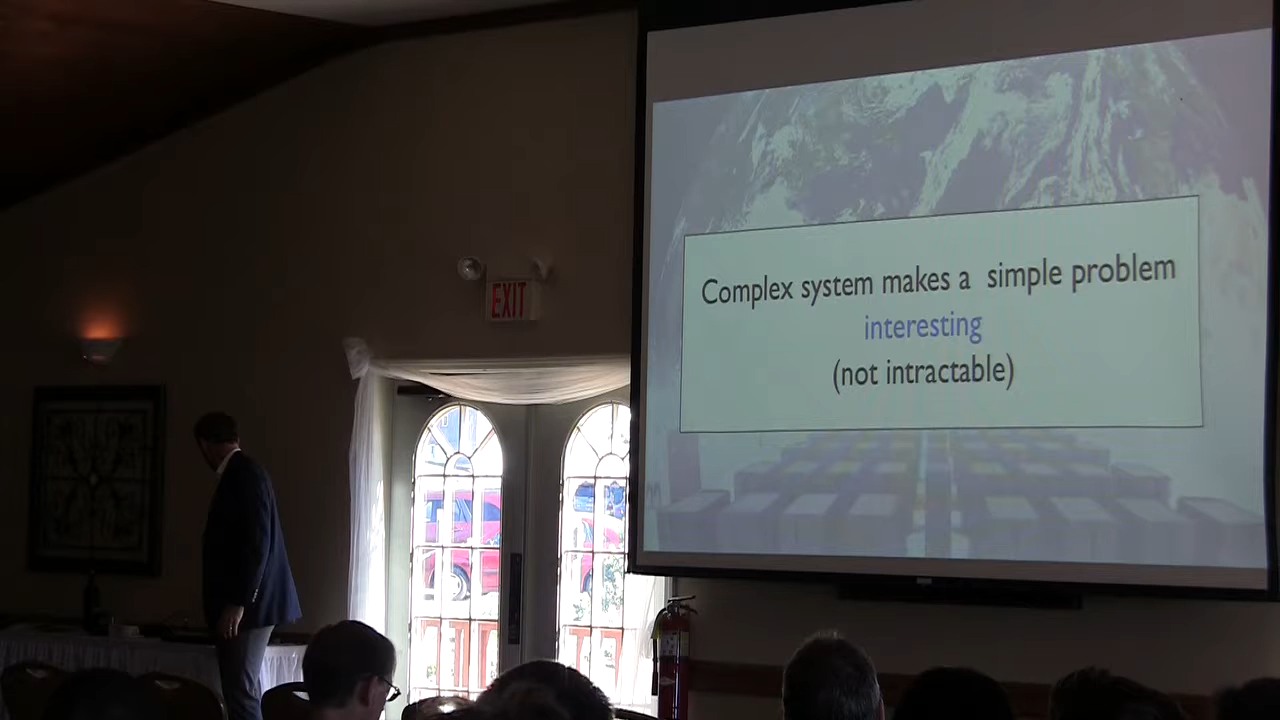 Complex system makes a simple problem
interesting
(not intractable)
EXIT